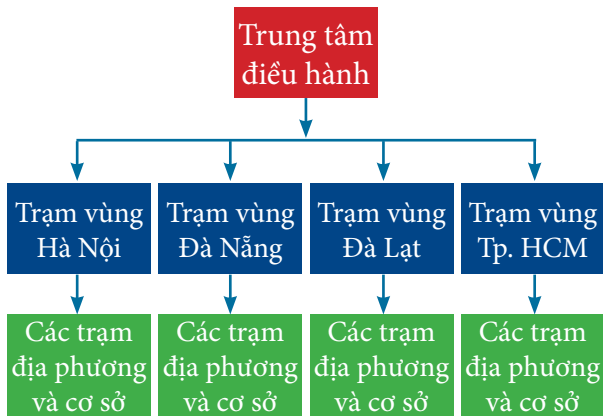 Trung tâm
điều hành
Trạm vùng
Hà Nội
Trạm vùng
Đà Nẵng
Trạm vùng
Đà Lạt
Trạm vùng
Tp. HCM
Các trạm
địa phương
và cơ sở
Các trạm
địa phương
và cơ sở
Các trạm
địa phương
và cơ sở
Các trạm
địa phương
và cơ sở